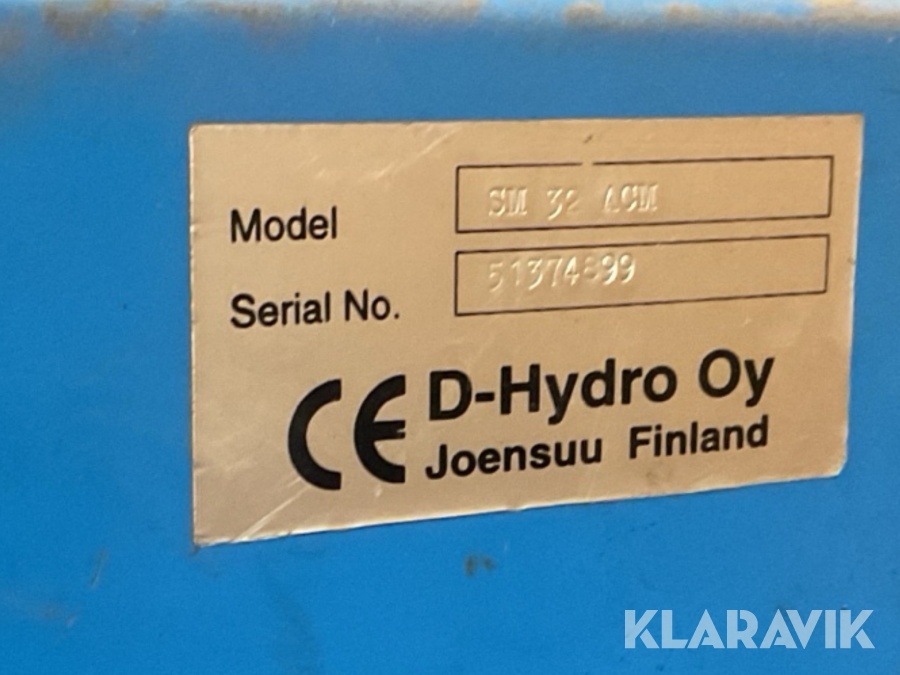 Model SM 32 ACM
Serial No. 51374899
CE D-Hydro Oy
Joensuu Finland
KLARAVIK